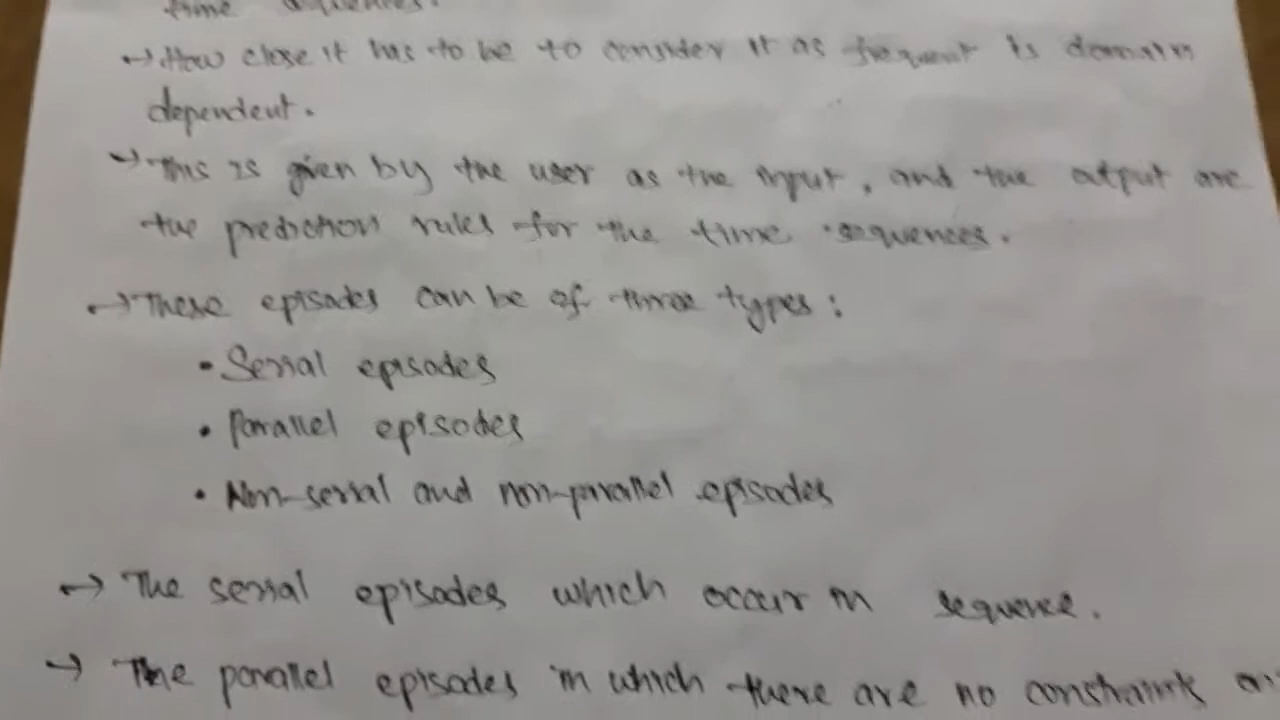 time sequences.
→ How close it has to be to consider it as frequent is domain
dependent.
→ This is given by the user as the input, and the output are
the prediction rules for the time sequences.
→ These episodes can be of three types:
• Serial episodes
• Parallel episodes
• Non-serial and non-parallel episodes
→ The serial episodes which occur in sequence.
→ The parallel episodes in which there are no constraints